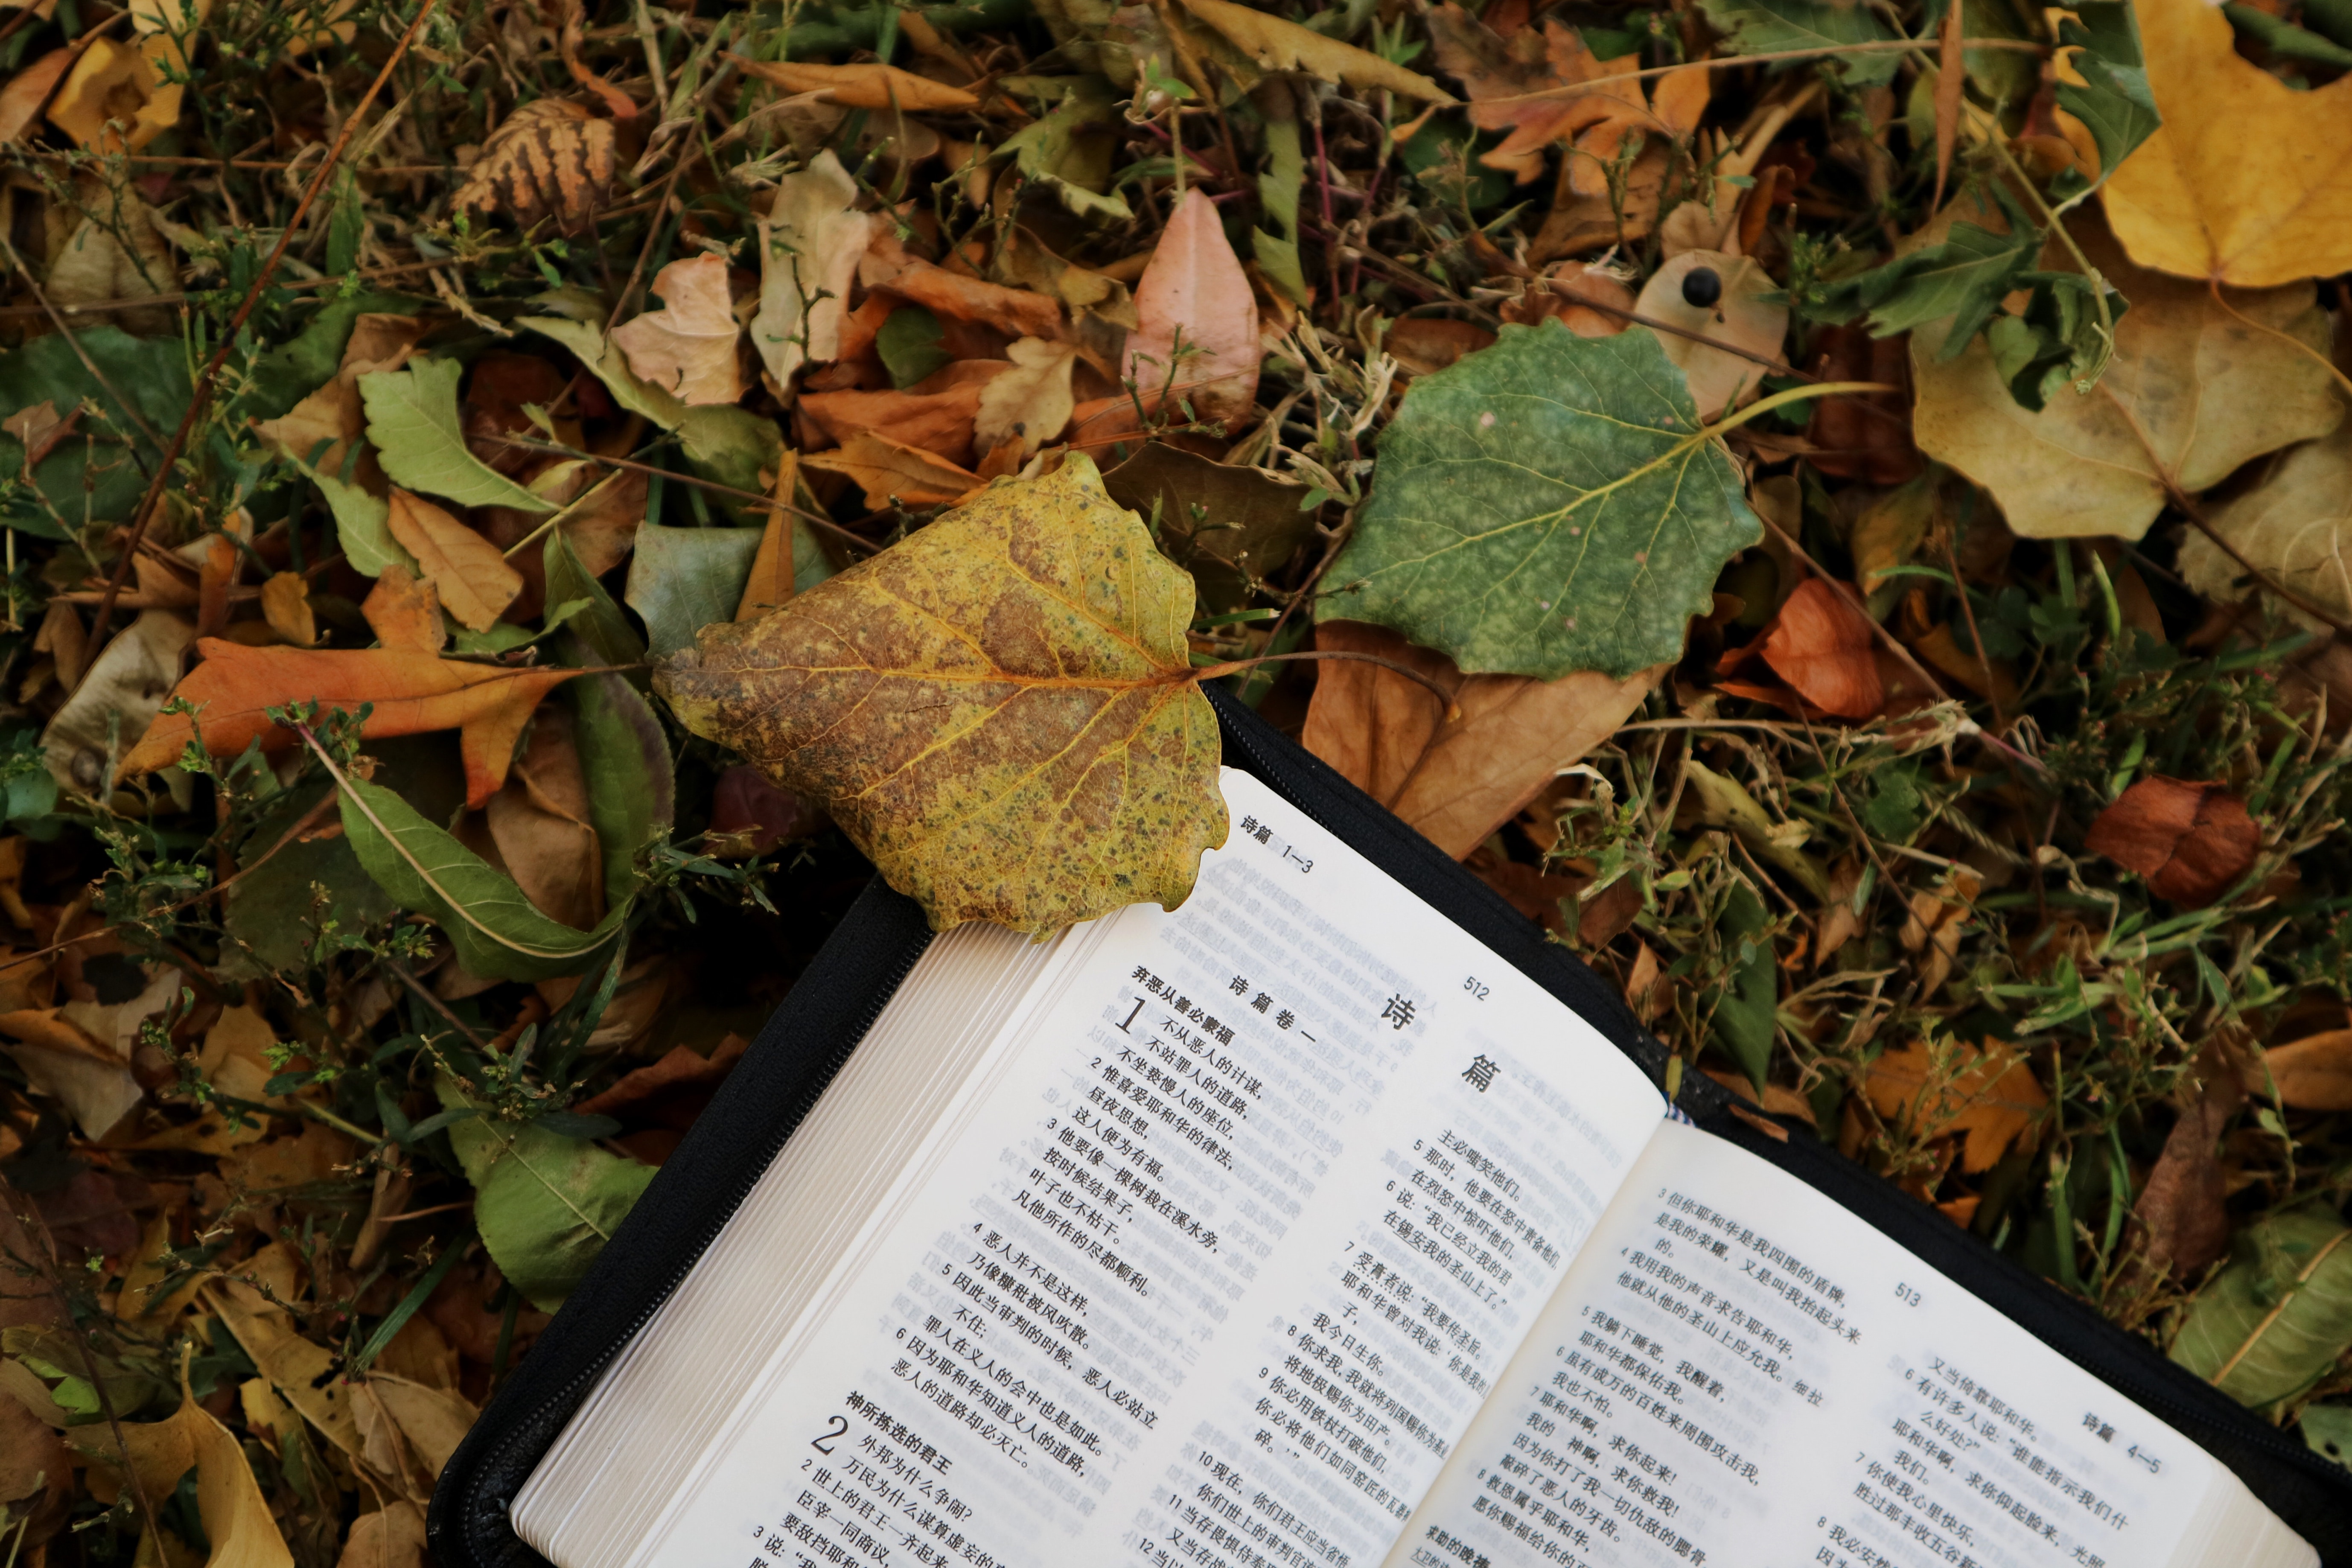 诗篇 1—3
512
诗 篇
诗 篇 卷 一
弃恶从善必蒙福
1 不从恶人的计谋，
不站罪人的道路，
不坐亵慢人的座位，
2 惟喜爱耶和华的律法，
昼夜思想，
这人便为有福。
3 他要像一棵树栽在溪水旁，
按时候结果子，
叶子也不枯干。
凡他所作的尽都顺利。
4 恶人并不是这样，
乃像糠秕被风吹散。
5 因此当审判的时候，恶人必站立
不住；
罪人在义人的会中也是如此。
6 因为耶和华知道义人的道路，
恶人的道路却必灭亡。
神所拣选的君王
2 外邦为什么争闹？
万民为什么谋算虚妄的
2 世上的君王一齐起来
臣宰一同商议，
要敌挡耶和
3 说：“我
主必嗤笑他们。
5 那时，他要在怒中责备他们，
在烈怒中惊吓他们，
6 说：“我已经立我的君
在锡安我的圣山上了。”
7 受膏者说：“我要传圣旨。
耶和华曾对我说：‘你是我的
子，
我今日生你。
8 你求我，我就将列国赐你为基
将地极赐你为田产。
9 你必用铁杖打破他们，
你必将他们如同窑匠的瓦器
碎。’”
10 现在，你们君王应当省悟
你们世上的审判官
11 当存畏惧侍奉
又当存战
12 当以
3 但你耶和华是我四围的盾牌，
是我的荣耀，又是叫我抬起头来
的。
4 我用我的声音求告耶和华，
他就从他的圣山上应允我。细拉
5 我躺下睡觉，我醒着，
耶和华都保佑我。
6 虽有成万的百姓来周围攻击我，
我也不怕。
7 耶和华啊，求你起来！
我的 神啊，求你救我！
因为你打了我一切仇敌的腮骨
敲碎了恶人的牙齿。
8 救恩属乎耶和华，
愿你赐福给你的百
求助的晚祷
513
诗篇 4—5
又当倚靠耶和华。
6 有许多人说：“谁能指示我们什
么好处？”
耶和华啊，求你仰起脸来，光照
我们。
7 你使我心里快乐，
胜过那丰收五谷新
8 我必安然
因为